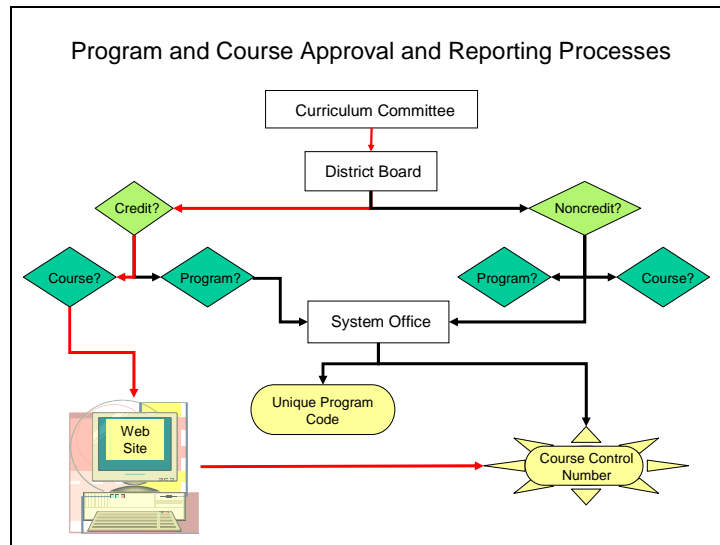 Program and Course Approval and Reporting Processes
Curriculum Committee
District Board
Credit?
Noncredit?
Course?
Program?
Program?
Course?
System Office
Unique Program
Code
Web
Site
Course Control
Number